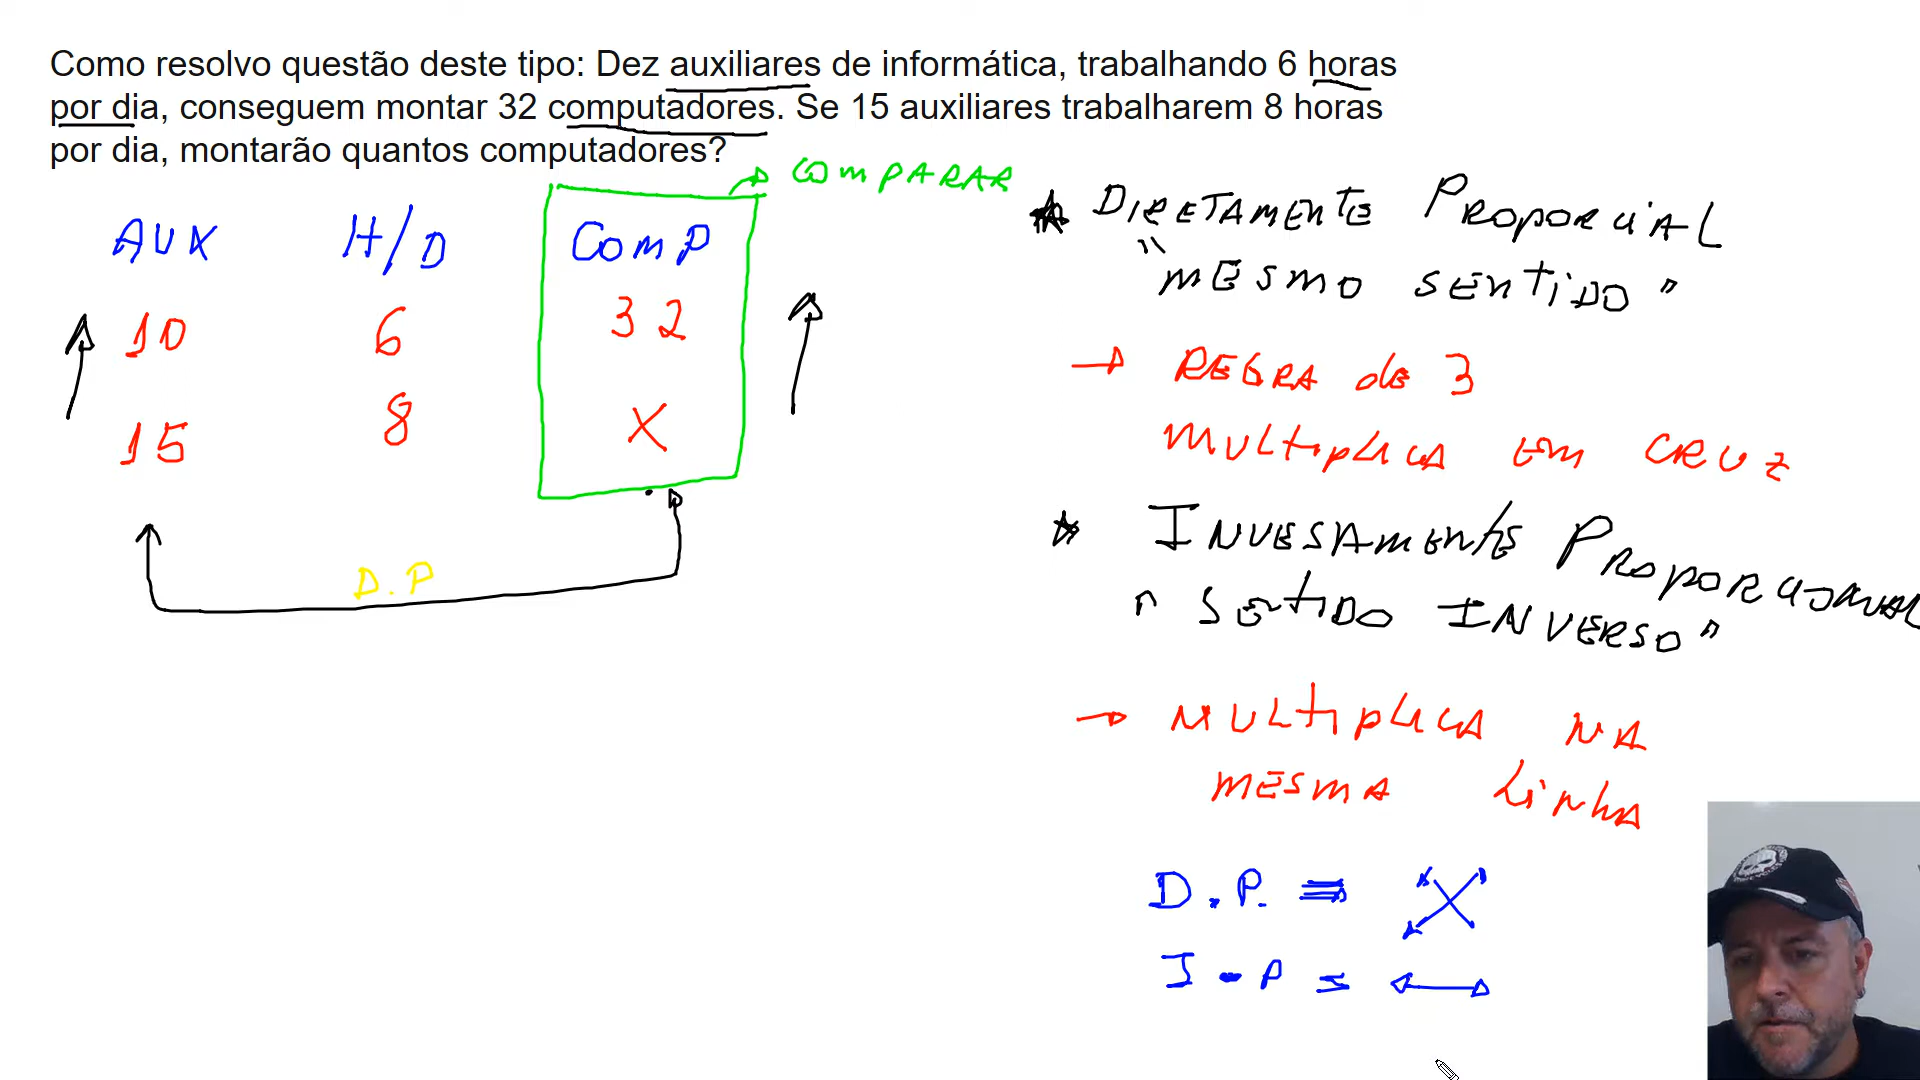 Como resolvo questão deste tipo: Dez auxiliares de informática, trabalhando 6 horas
por dia, conseguem montar 32 computadores. Se 15 auxiliares trabalharem 8 horas
por dia, montarão quantos computadores?
COMPARAR
AUX H/D COMP
10 6 32
15 8 X
D.P
DIRETAMENTE PROPORCIAL
"MESMO SENTIDO"
→ REGRA de 3
MULTIPLICA EM CRUZ
INVESAMENTE PROPORCIONAL
"SENTIDO INVERSO"
→ MULTIPLICA NA
MESMA LINHA
D.P. =
I.P =